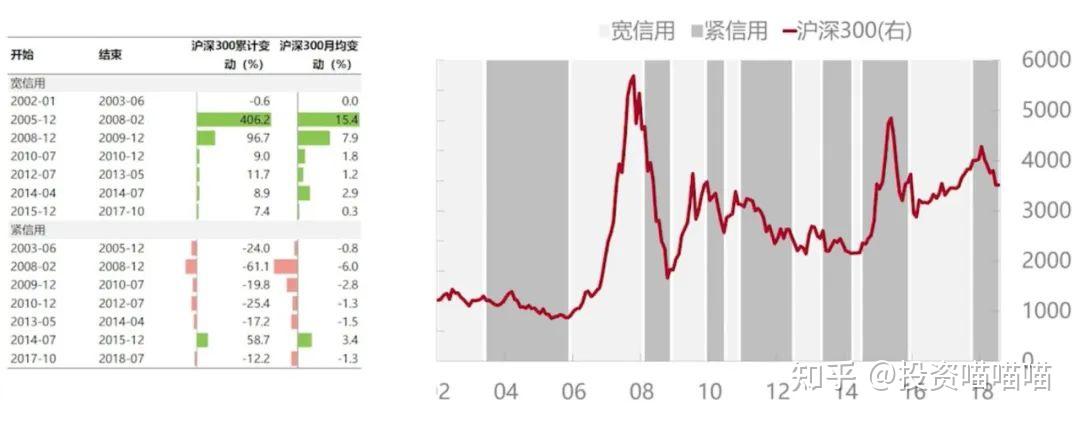 开始 结束 沪深300累计变动（%） 沪深300月均变动（%）
宽信用
2002-01 2003-06 -0.6 0.0
2005-12 2008-02 406.2 15.4
2008-12 2009-12 96.7 7.9
2010-07 2010-12 9.0 1.8
2012-07 2013-05 11.7 1.2
2014-04 2014-07 8.9 2.9
2015-12 2017-10 7.4 0.3
紧信用
2003-06 2005-12 -24.0 -0.8
2008-02 2008-12 -61.1 -6.0
2009-12 2010-07 -19.8 -2.8
2010-12 2012-07 -25.4 -1.3
2013-05 2014-04 -17.2 -1.5
2014-07 2015-12 58.7 3.4
2017-10 2018-07 -12.2 -1.3
宽信用 紧信用 沪深300(右)
6000
5000
4000
3000
2000
1000
0
02 04 06 08 10 12 14 16 18
知乎 @投资喵喵喵